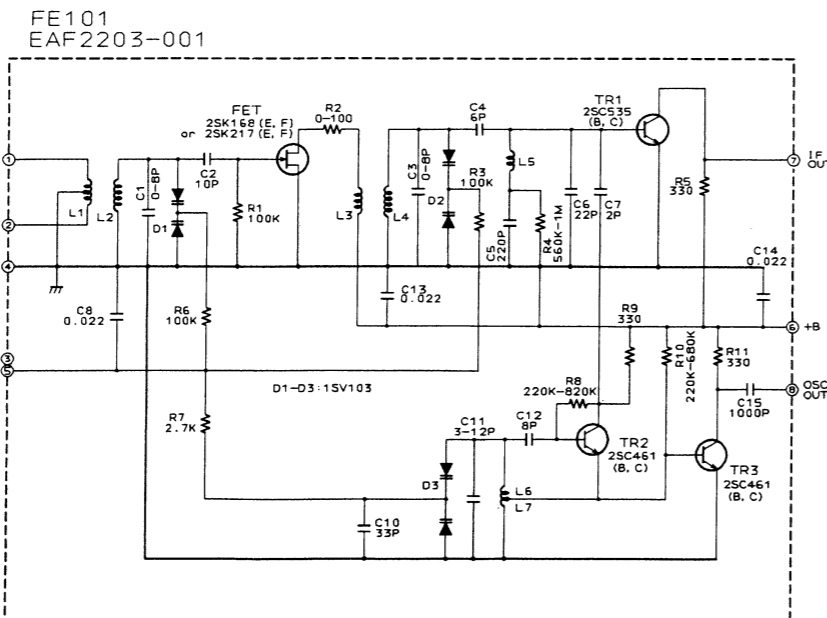 FE101
EAF2203-001
FET
2SK168(E, F)
or 2SK217(E, F)
R2
0-100
C4
6P
TR1
2SC535
(B, C)
1
C1
0-8P
C2
10P
C3
0-8P
R3
100K
L5
7
IF
OUT
L1
L2
D1
R1
100K
L3
L4
D2
C5
220P
R4
560K-1M
C6
22P
C7
2P
R5
330
2
4
C14
0.022
C8
0.022
R6
100K
C13
0.022
R9
330
6
+B
3
5
D1-D3:1SV103
R8
220K-820K
R10
220K-680K
R11
330
8
OSC
OUT
C15
1000P
R7
2.7K
C11
3-12P
C12
8P
TR2
2SC461
(B, C)
TR3
2SC461
(B, C)
D3
L6
L7
C10
33P